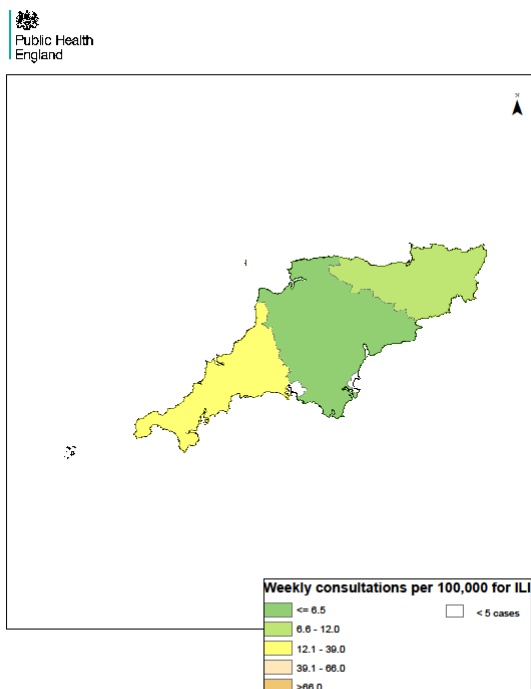 Public Health
England
N
Weekly consultations per 100,000 for ILI
<= 6.5
< 5 cases
6.6 - 12.0
12.1 - 39.0
39.1 - 66.0
>66.0